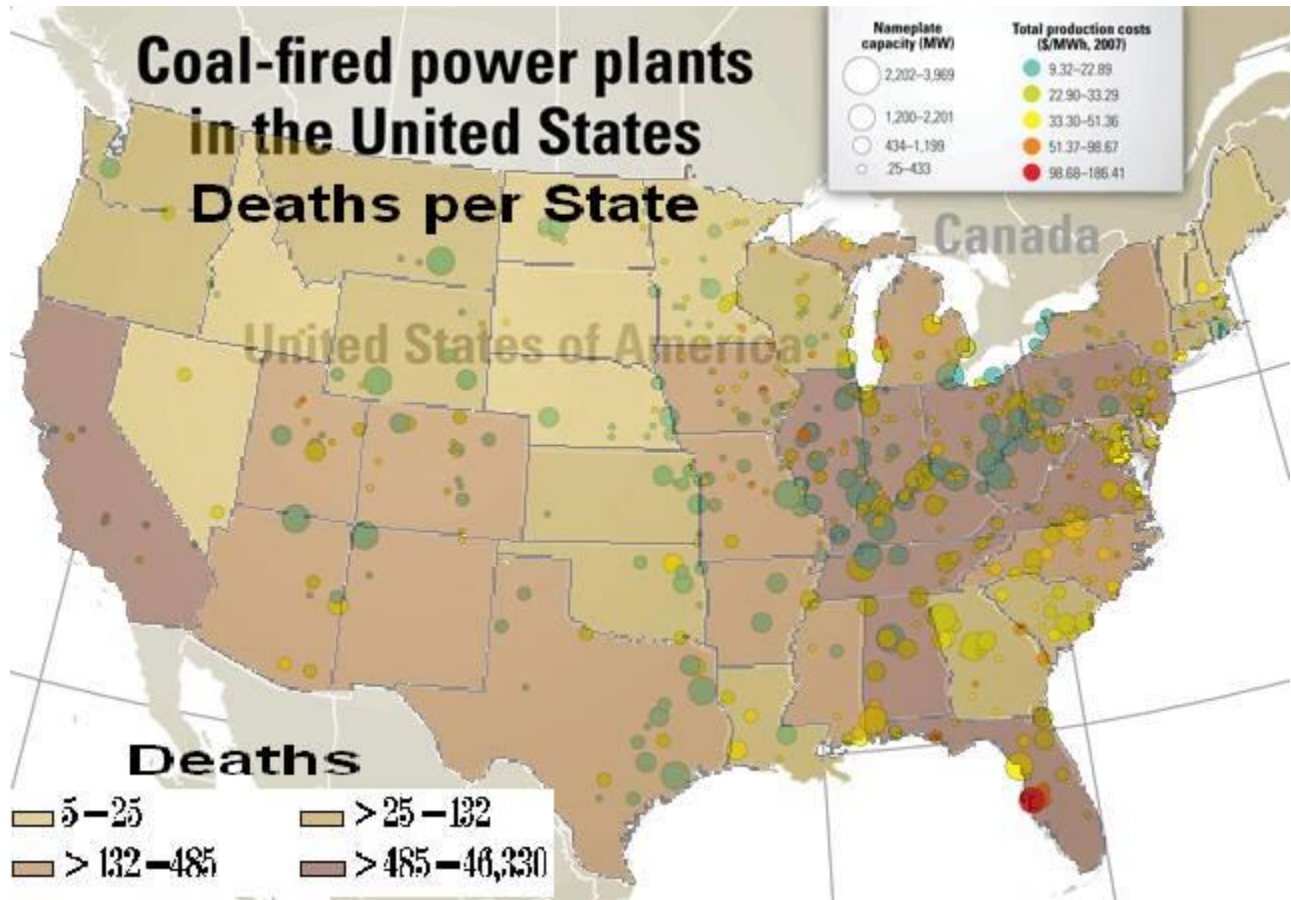 Coal-fired power plants
in the United States
Deaths per State
Nameplate
capacity (MW)
2,202–3,969
1,200–2,201
434–1,199
25–433
Total production costs
($/MWh, 2007)
9.32–22.89
22.90–33.29
33.30–51.36
51.37–98.67
98.68–186.41
Canada
United States of America
Deaths
5–25
>25–132
>132–485
>485–46,330